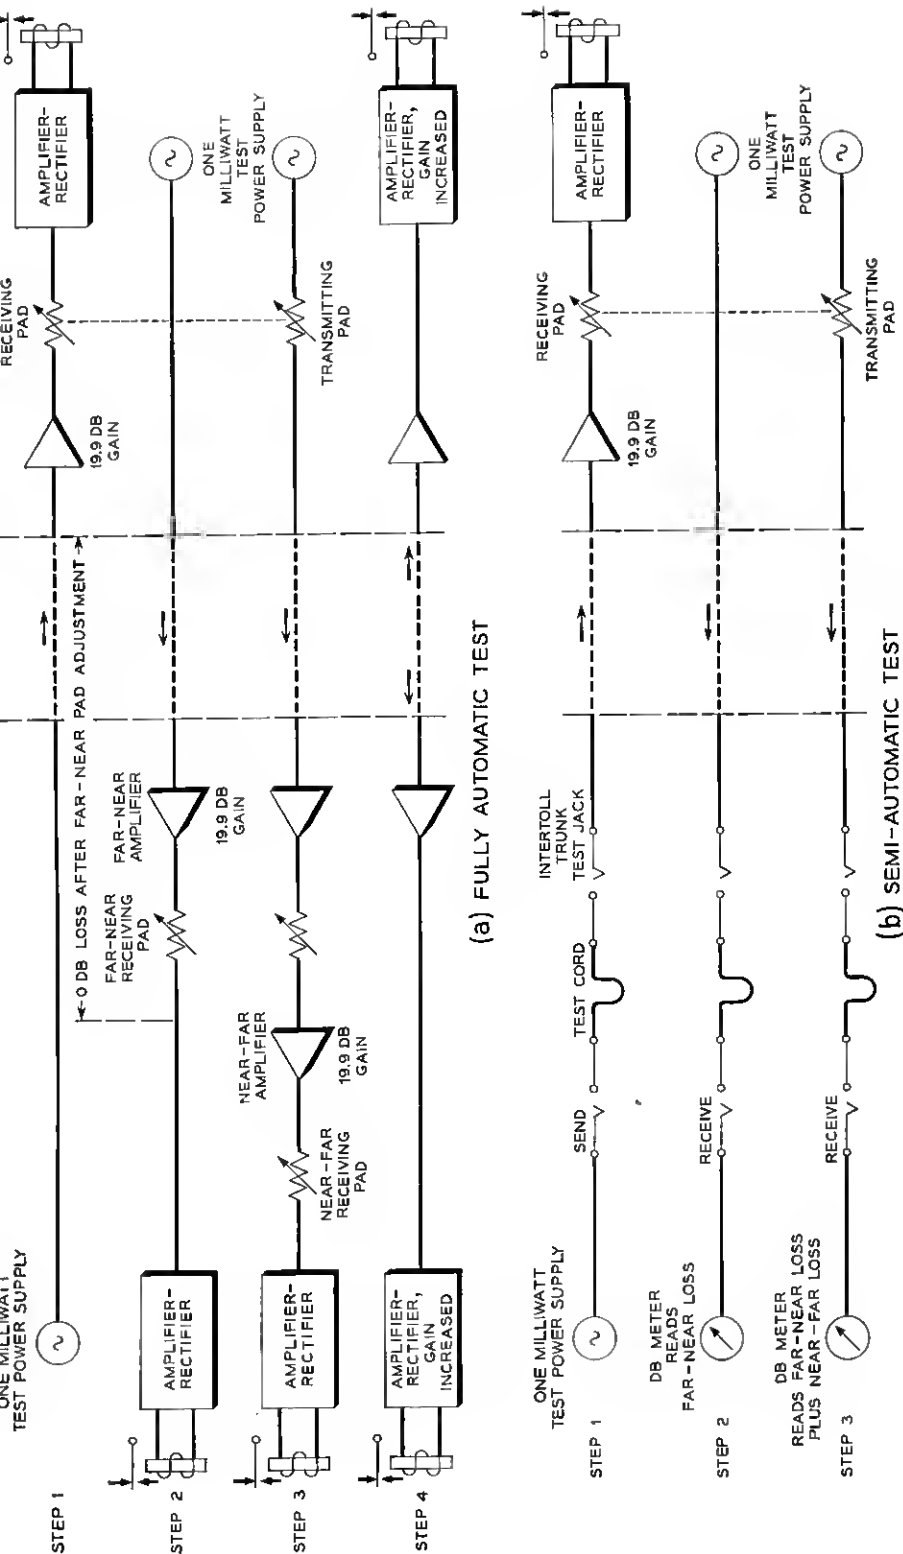 ONE MILLIWATT
TEST POWER SUPPLY
STEP 1
RECEIVING
PAD
19.9 DB
GAIN
AMPLIFIER-
RECTIFIER
0 DB LOSS AFTER FAR-NEAR PAD ADJUSTMENT
STEP 2
AMPLIFIER-
RECTIFIER
FAR-NEAR
RECEIVING
PAD
FAR-NEAR
AMPLIFIER
19.9 DB
GAIN
ONE
MILLIWATT
TEST
POWER SUPPLY
STEP 3
AMPLIFIER-
RECTIFIER
NEAR-FAR
RECEIVING
PAD
NEAR-FAR
AMPLIFIER
19.9 DB
GAIN
TRANSMITTING
PAD
STEP 4
AMPLIFIER-
RECTIFIER,
GAIN
INCREASED
AMPLIFIER-
RECTIFIER,
GAIN
INCREASED
(a) FULLY AUTOMATIC TEST
ONE MILLIWATT
TEST POWER SUPPLY
STEP 1
SEND
TEST CORD
INTERTOLL
TRUNK
TEST JACK
19.9 DB
GAIN
RECEIVING
PAD
AMPLIFIER-
RECTIFIER
DB METER
READS
FAR-NEAR LOSS
STEP 2
RECEIVE
ONE
MILLIWATT
TEST
POWER SUPPLY
DB METER
READS FAR-NEAR LOSS
PLUS NEAR-FAR LOSS
STEP 3
RECEIVE
TRANSMITTING
PAD
(b) SEMI-AUTOMATIC TEST